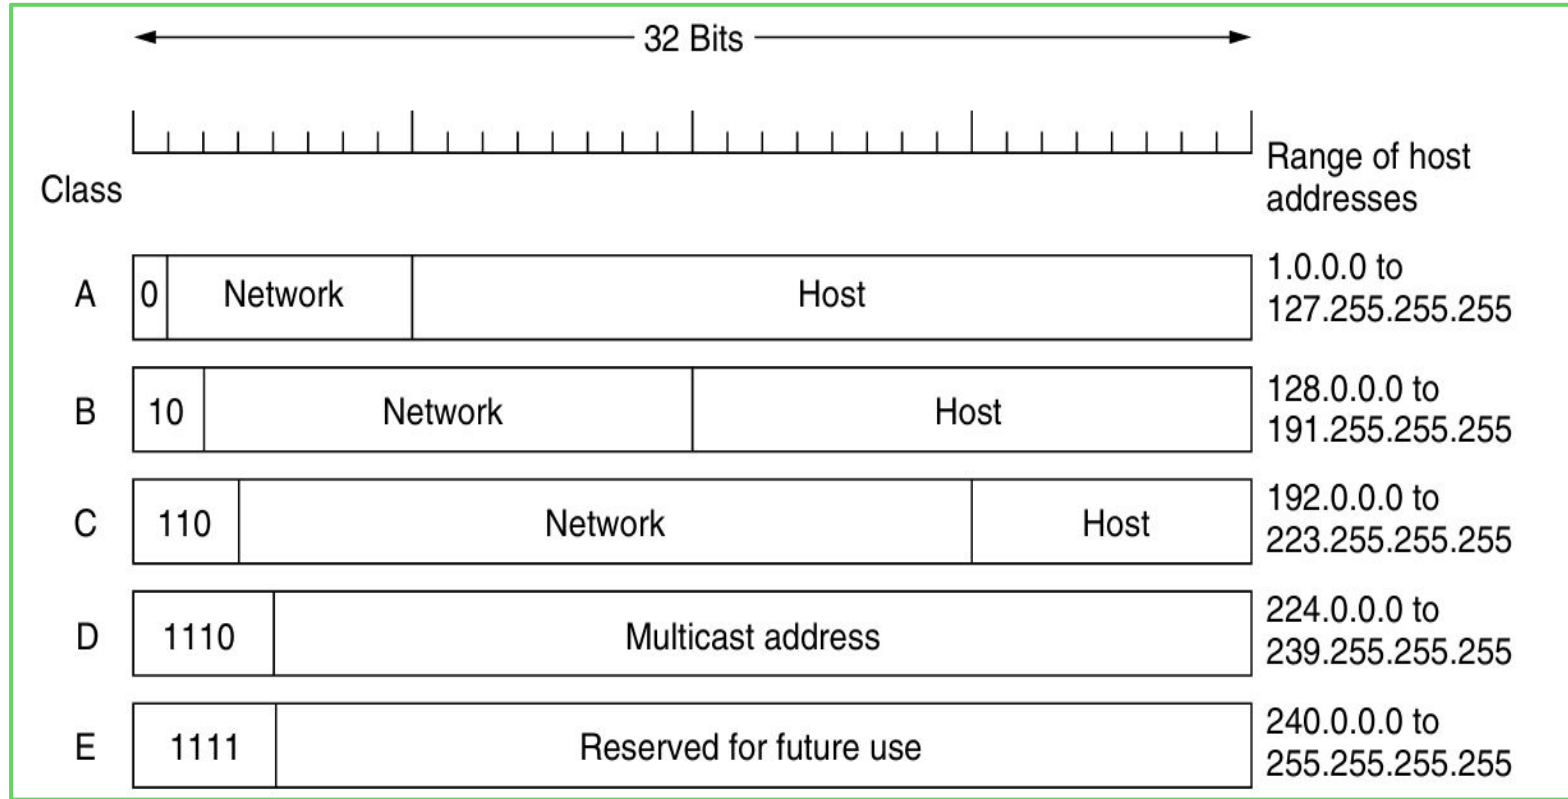 32 Bits
Range of host
addresses
Class
A
0
Network
Host
1.0.0.0 to
127.255.255.255
B
10
Network
Host
128.0.0.0 to
191.255.255.255
C
110
Network
Host
192.0.0.0 to
223.255.255.255
D
1110
Multicast address
224.0.0.0 to
239.255.255.255
E
1111
Reserved for future use
240.0.0.0 to
255.255.255.255